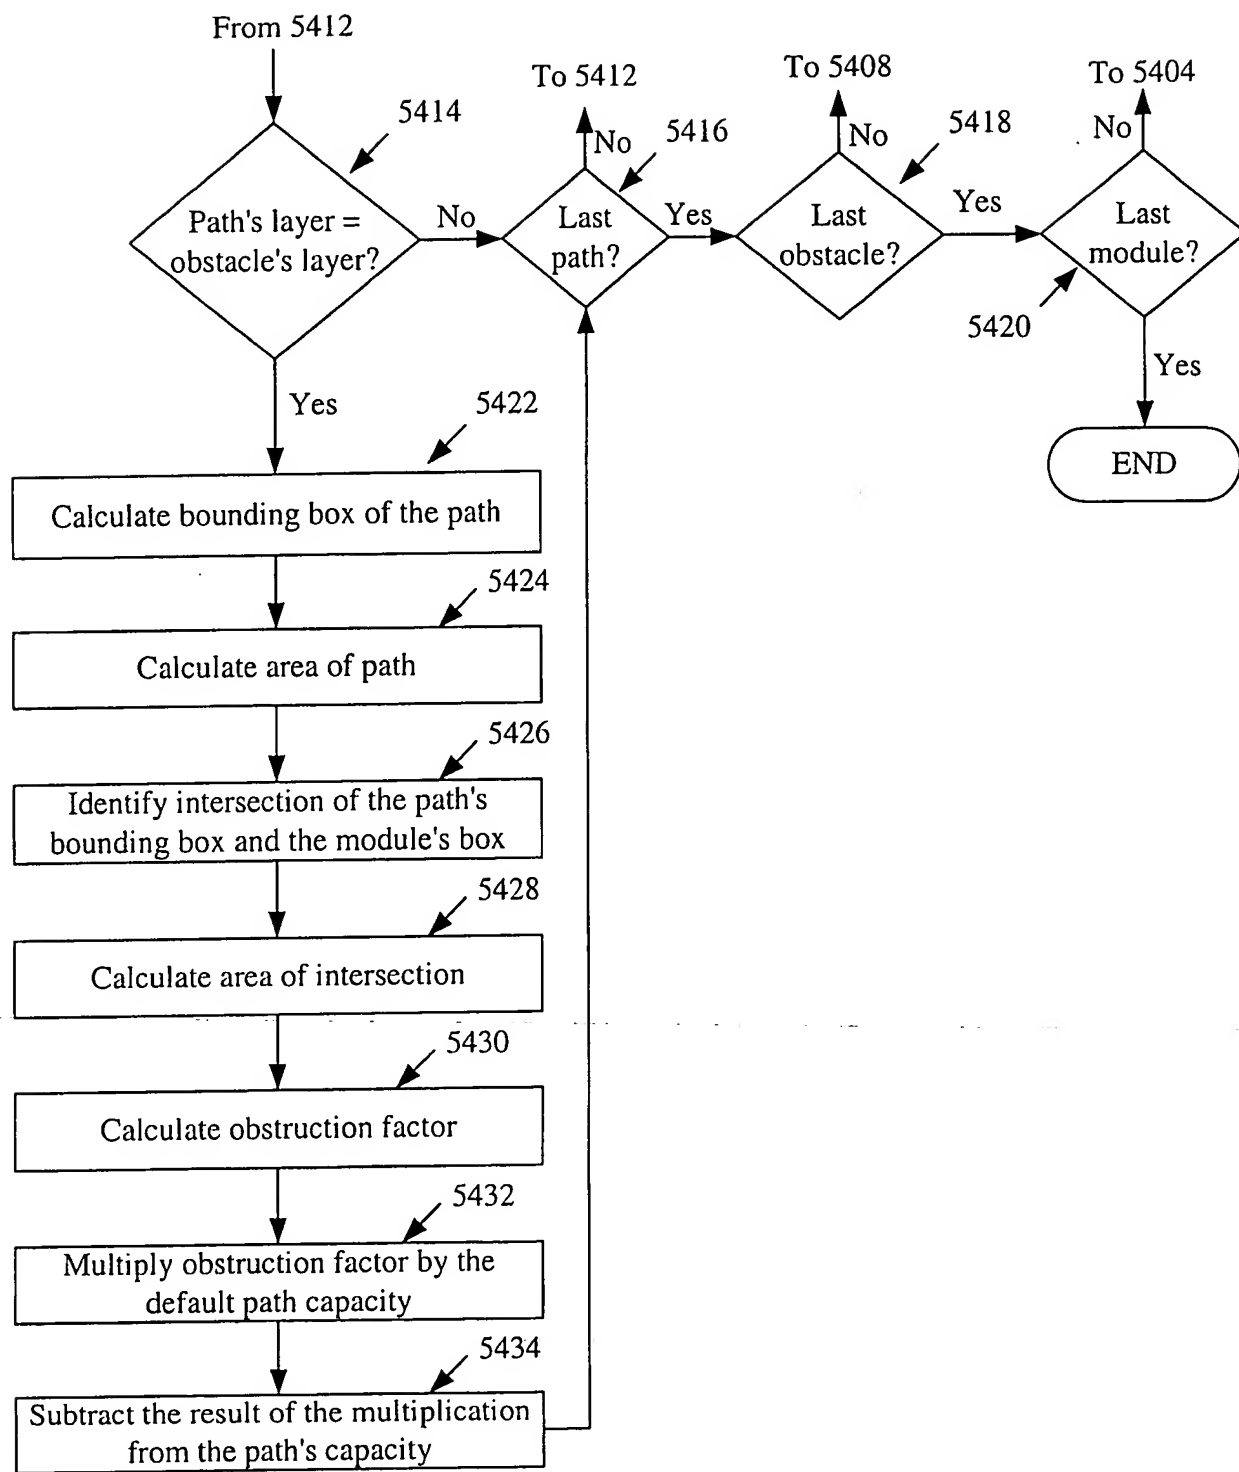 From 5412
To 5412
To 5408
To 5404
5414
5416
5418
No
No
No
Path's layer =
obstacle's layer?
No
Last
path?
Yes
Last
obstacle?
Yes
Last
module?
5420
Yes
Yes
END
5422
Calculate bounding box of the path
5424
Calculate area of path
5426
Identify intersection of the path's
bounding box and the module's box
5428
Calculate area of intersection
5430
Calculate obstruction factor
5432
Multiply obstruction factor by the
default path capacity
5434
Subtract the result of the multiplication
from the path's capacity